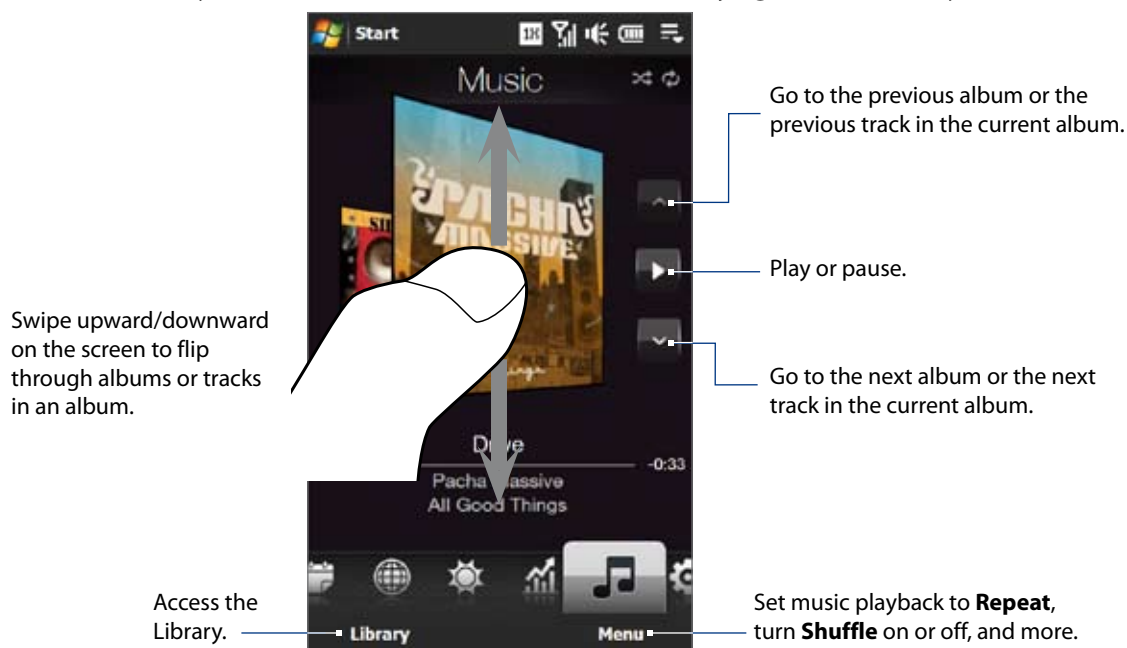 Start
1X
Music
Go to the previous album or the
previous track in the current album.
PACHA
MASSIVE
Play or pause.
Swipe upward/downward
on the screen to flip
through albums or tracks
in an album.
Go to the next album or the next
track in the current album.
-0:33
Pacha
All Good Things
Access the
Library.
Set music playback to Repeat,
turn Shuffle on or off, and more.
Library
Menu